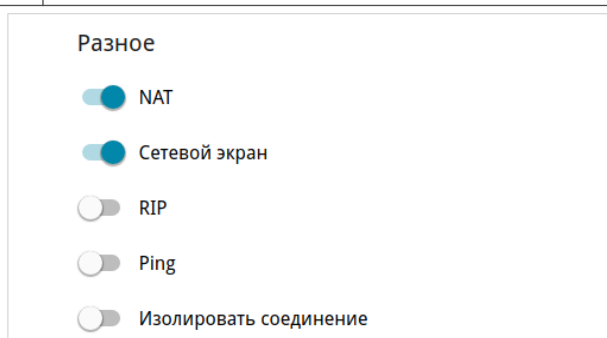 Разное
NAT
Сетевой экран
RIP
Ping
Изолировать соединение